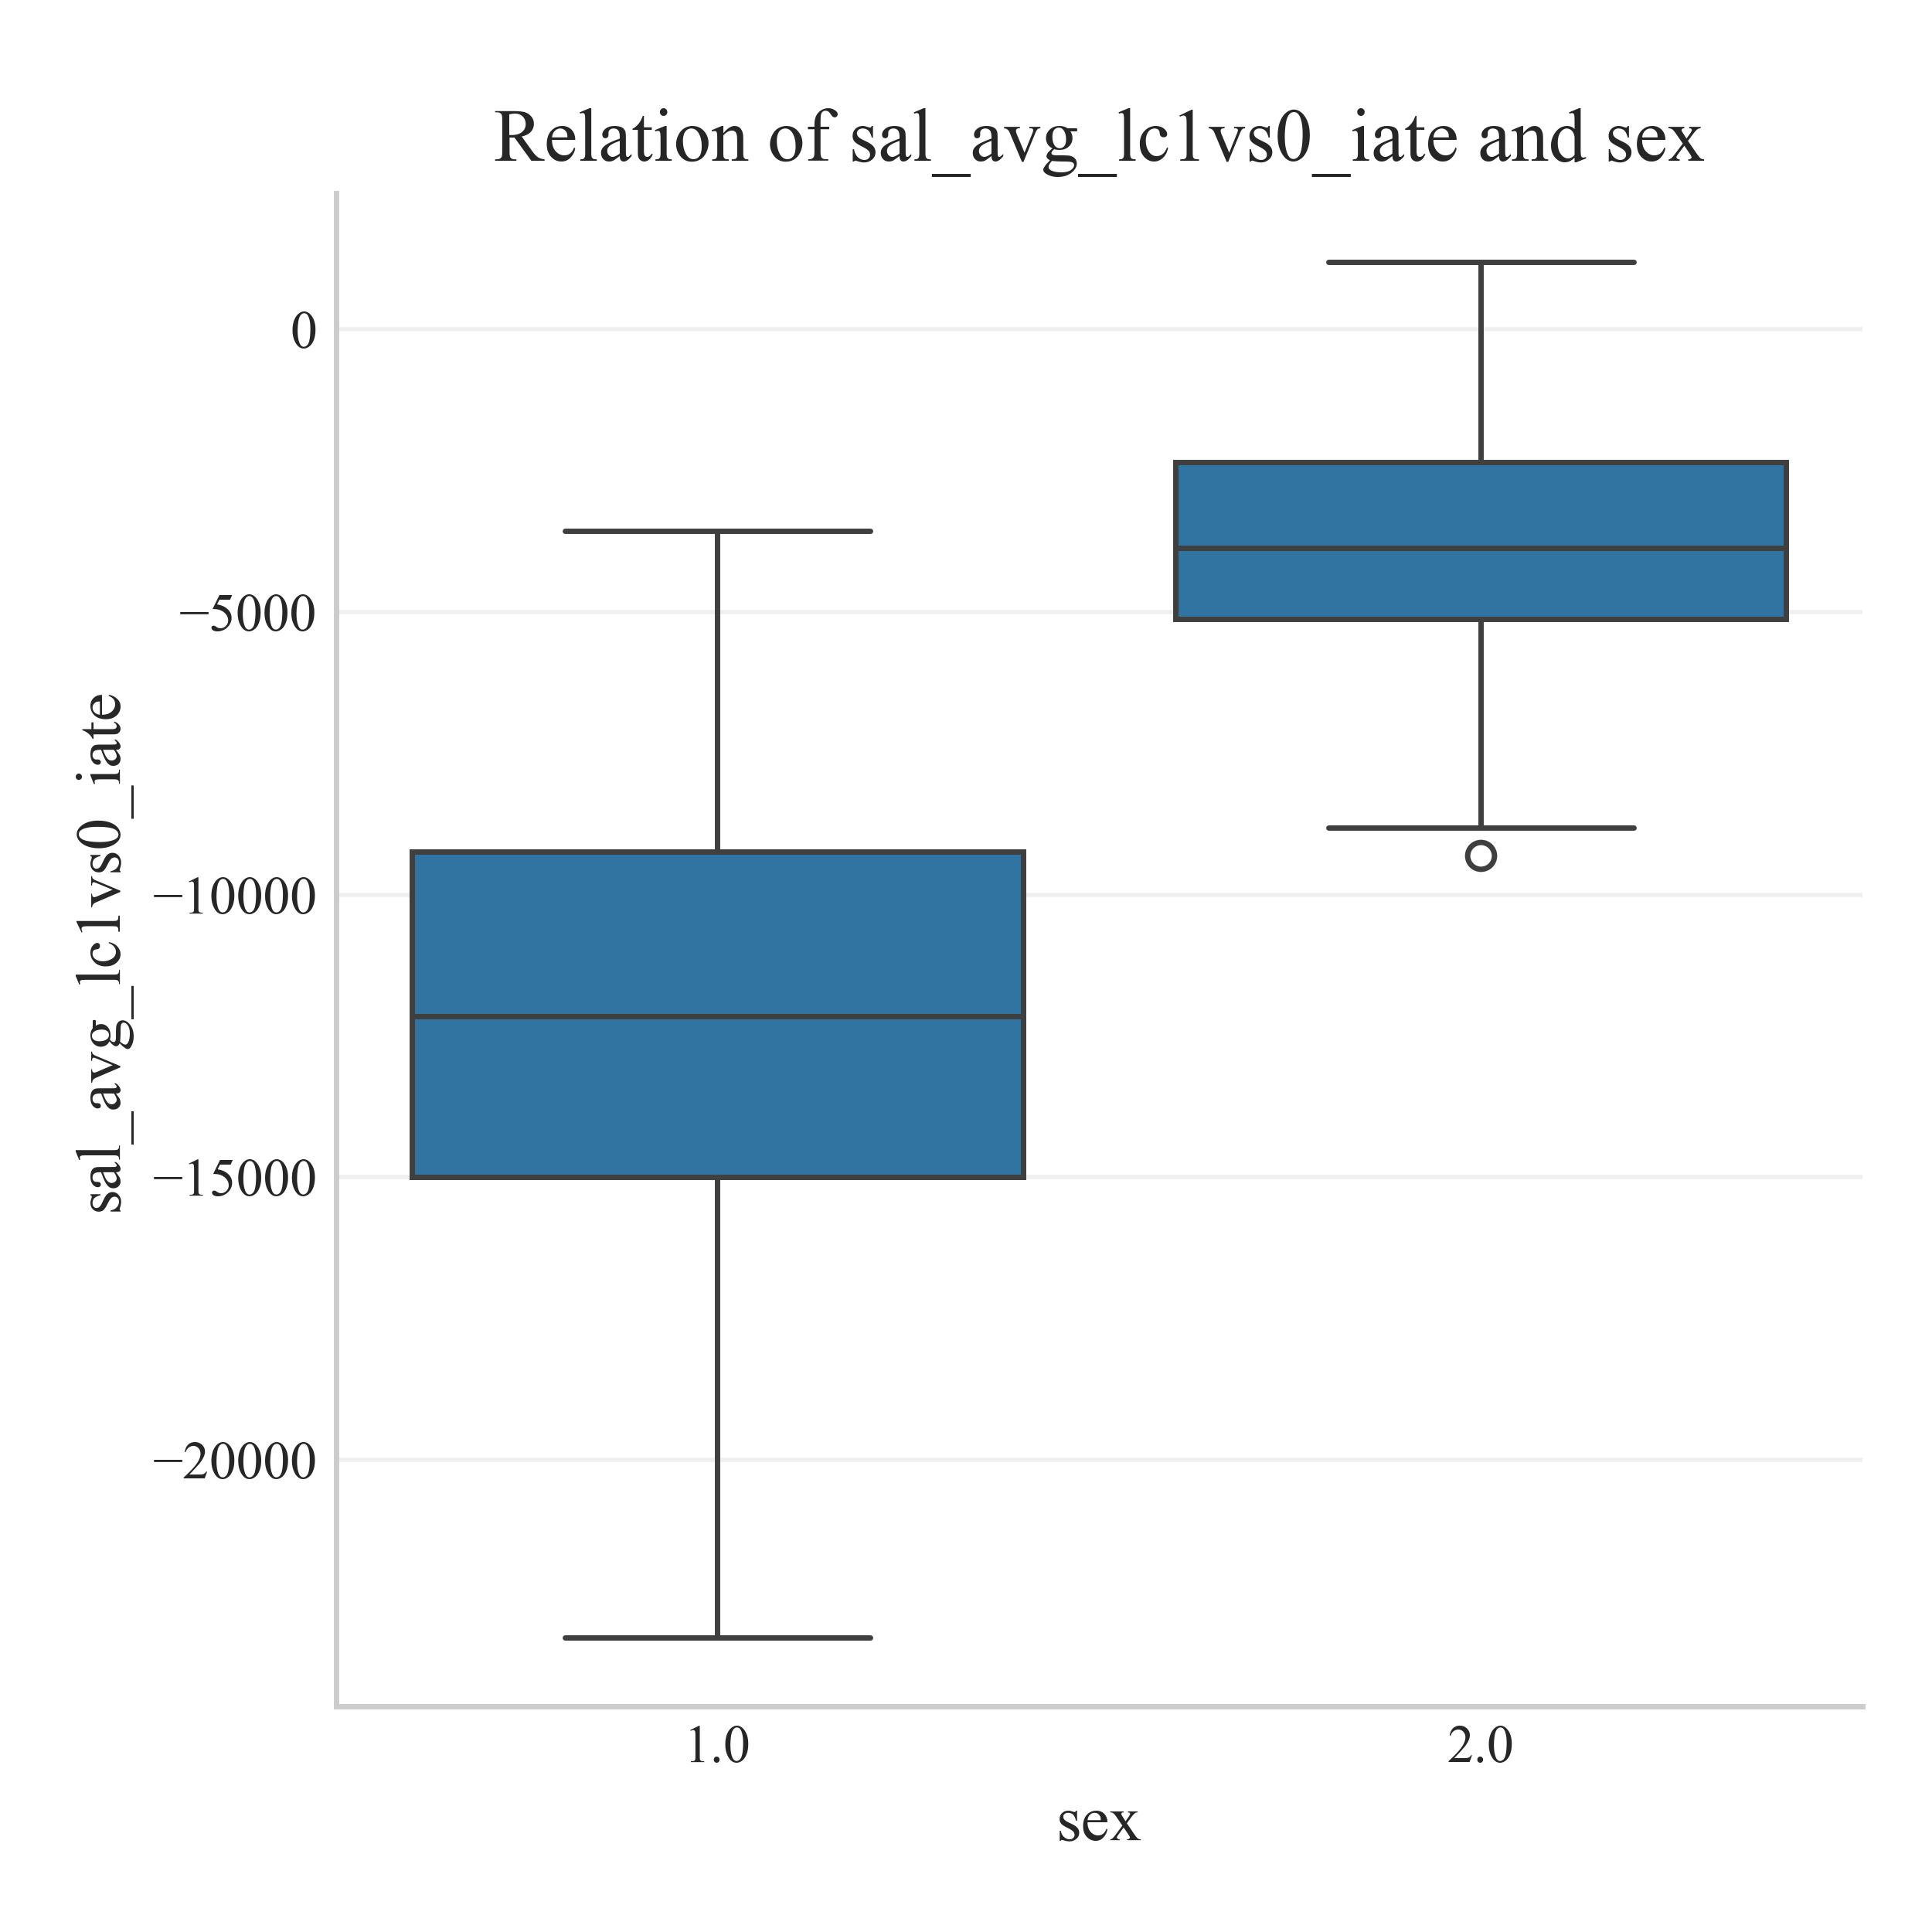 Relation of sal_avg_lc1vs0_iate and sex
0
−5000
−10000
−15000
−20000
sal_avg_lc1vs0_iate
1.0
2.0
sex